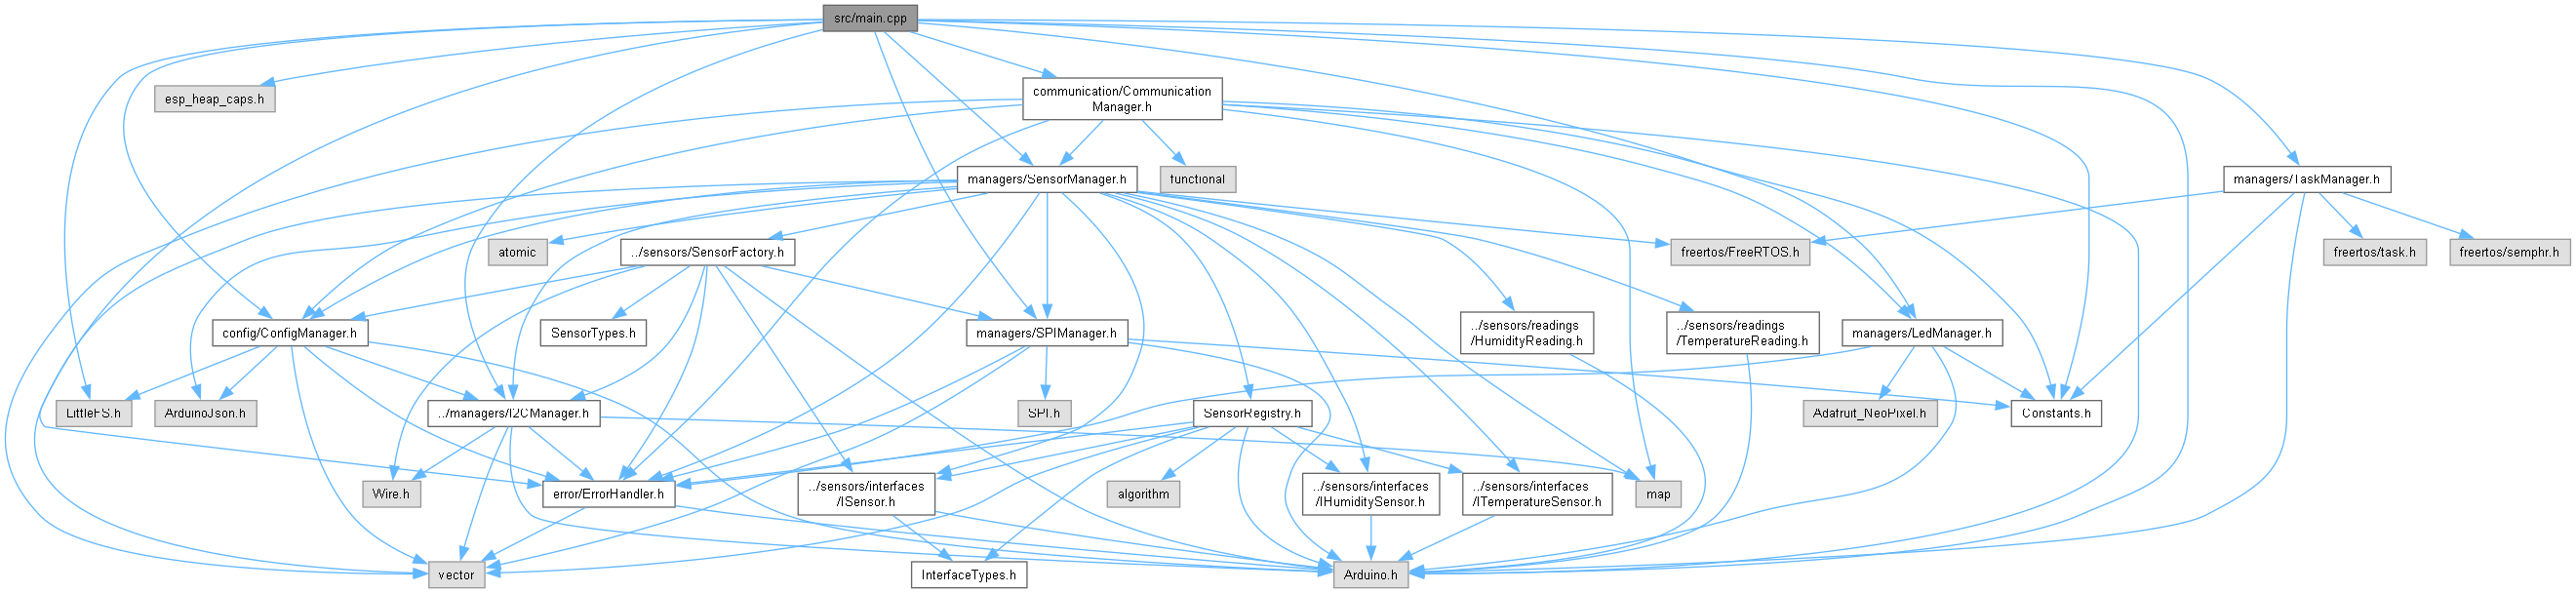 src/main.cpp
esp_heap_caps.h
communication/Communication
Manager.h
managers/SensorManager.h
functional
managers/TaskManager.h
atomic
../sensors/SensorFactory.h
freertos/FreeRTOS.h
freertos/task.h
freertos/semphr.h
config/ConfigManager.h
SensorTypes.h
managers/SPIManager.h
../sensors/readings
/HumidityReading.h
../sensors/readings
/TemperatureReading.h
managers/LedManager.h
LittleFS.h
ArduinoJson.h
../managers/I2CManager.h
SPI.h
SensorRegistry.h
Adafruit_NeoPixel.h
Constants.h
Wire.h
error/ErrorHandler.h
../sensors/interfaces
/ISensor.h
algorithm
../sensors/interfaces
/IHumiditySensor.h
../sensors/interfaces
/ITemperatureSensor.h
map
vector
InterfaceTypes.h
Arduino.h